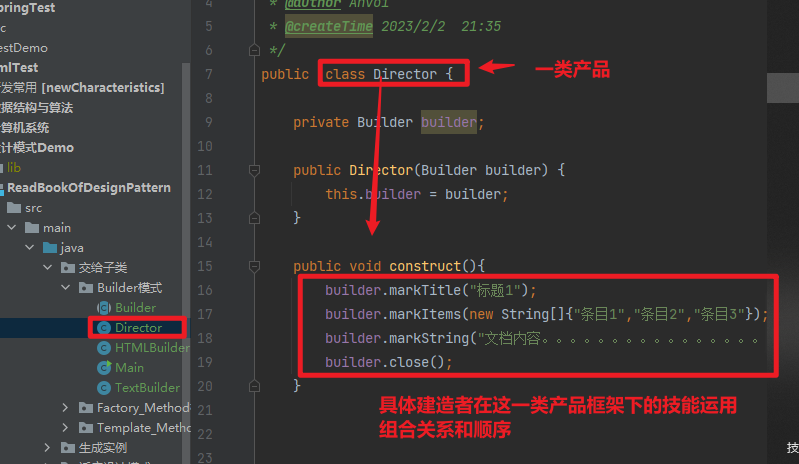 pringTest
rc
estDemo
mlTest
发常用 [newCharacteristics]
数据结构与算法
计算机系统
设计模式Demo
lib
ReadBookOfDesignPattern
src
main
java
交给子类
Builder模式
Builder
Director
HTMLBuilder
Main
TextBuilder
Factory_Method
Template_Metho
生成实例
4 * @author Anvol
5 * @createTime 2023/2/2 21:35
6 */
7 public class Director {
8
9 private Builder builder;
10
11 public Director(Builder builder) {
12 this.builder = builder;
13 }
14
15 public void construct(){
16 builder.markTitle("标题1");
17 builder.markItems(new String[]{"条目1","条目2","条目3"});
18 builder.markString("文档内容。。。。。。。。。。。。。。。。
19 builder.close();
20 }
21
22
23
一类产品
具体建造者在这一类产品框架下的技能运用
组合关系和顺序
技